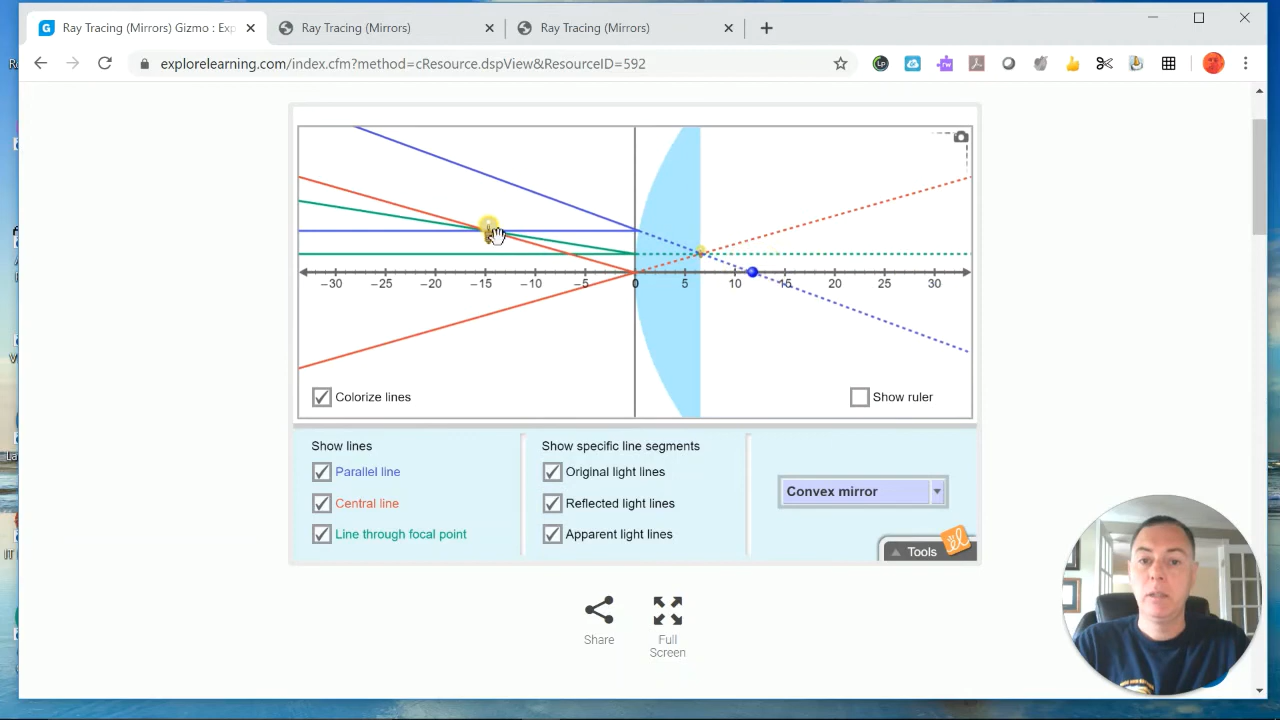 Ray Tracing (Mirrors) Gizmo : Exp
Ray Tracing (Mirrors)
Ray Tracing (Mirrors)
explorelearning.com/index.cfm?method=cResource.dspView&ResourceID=592
−30 −25 −20 −15 −10 −5 0 5 10 15 20 25 30
Colorize lines
Show ruler
Show lines
Parallel line
Central line
Line through focal point
Show specific line segments
Original light lines
Reflected light lines
Apparent light lines
Convex mirror
Tools
Share
Full
Screen